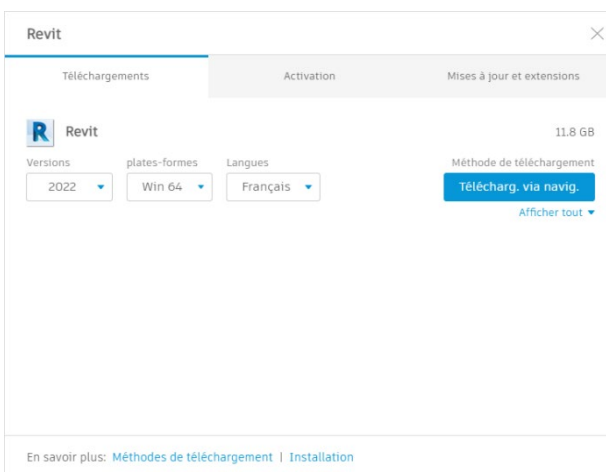 Revit
Téléchargements Activation Mises à jour et extensions
Revit 11.8 GB
Versions plates-formes Langues Méthode de téléchargement
2022 Win 64 Français Télécharg. via navig.
Afficher tout
En savoir plus: Méthodes de téléchargement | Installation